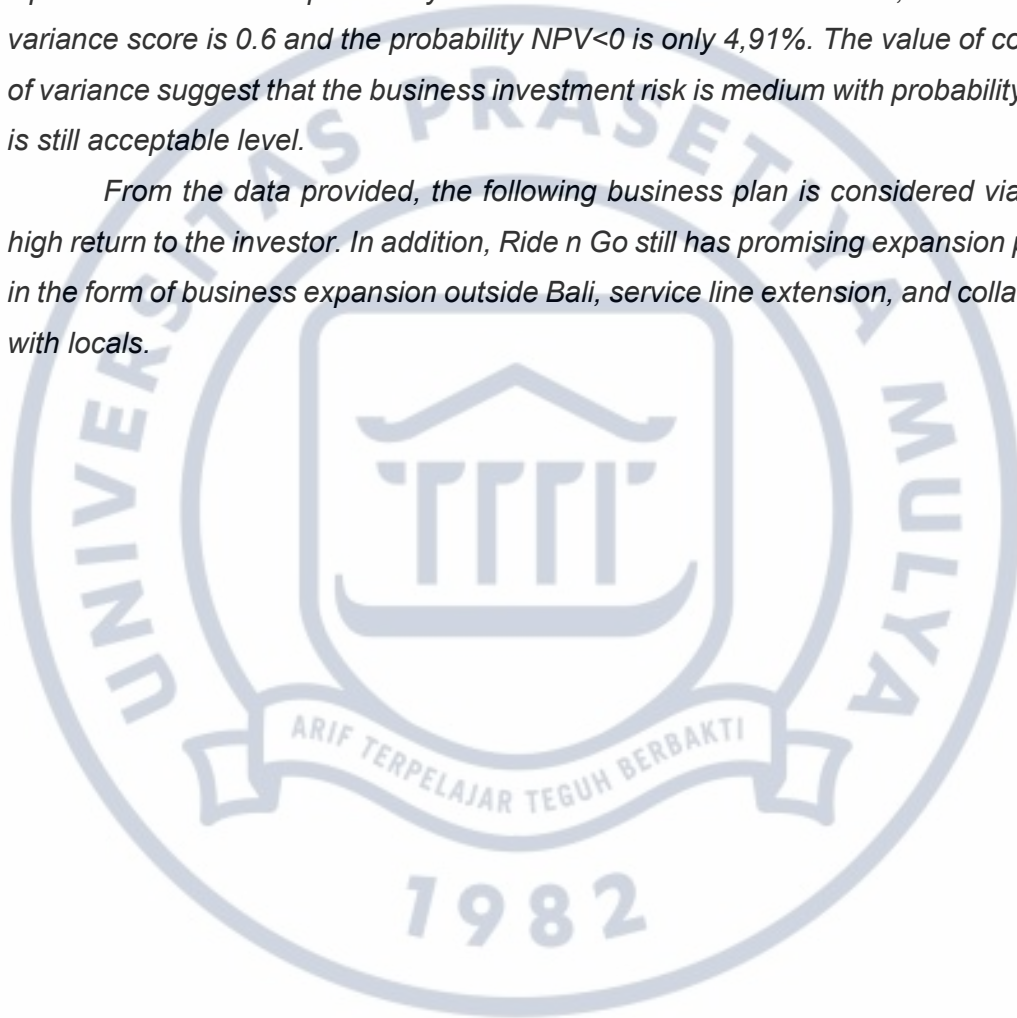 variance score is 0.6 and the probability NPV<0 is only 4,91%. The value of
of variance suggest that the business investment risk is medium with probability
is still acceptable level.
From the data provided, the following business plan is considered
high return to the investor. In addition, Ride n Go still has promising expansion
in the form of business expansion outside Bali, service line extension, and
with locals.
UNIVERSITAS PRASETIYA MULYA
ARIF TERPELAJAR TEGUH BERBAKTI
1982